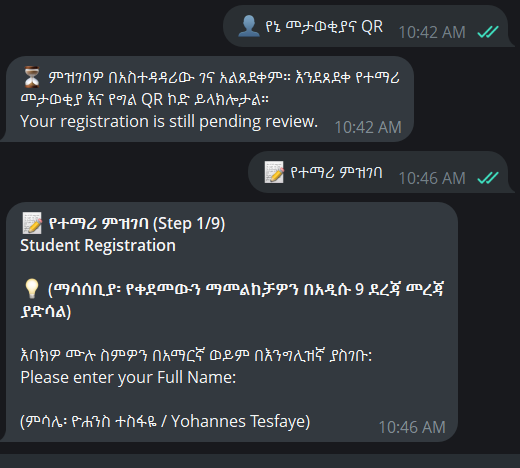 👤 የኔ መታወቂያና QR 10:42 AM
⏳ ምዝገባዎ በአስተዳዳሪው ገና አልጸደቀም። እንደጸደቀ የተማሪ
መታወቂያ እና የግል QR ኮድ ይላክሎታል።
Your registration is still pending review. 10:42 AM
📝 የተማሪ ምዝገባ 10:46 AM
📝 የተማሪ ምዝገባ (Step 1/9)
Student Registration
💡 (ማሳሰቢያ፡ የቀደመውን ማመልከቻዎን በአዲሱ 9 ደረጃ መረጃ
ያድሳል)
እባክዎ ሙሉ ስምዎን በአማርኛ ወይም በእንግሊዝኛ ያስገቡ:
Please enter your Full Name:
(ምሳሌ፡ ዮሐንስ ተስፋዬ / Yohannes Tesfaye) 10:46 AM